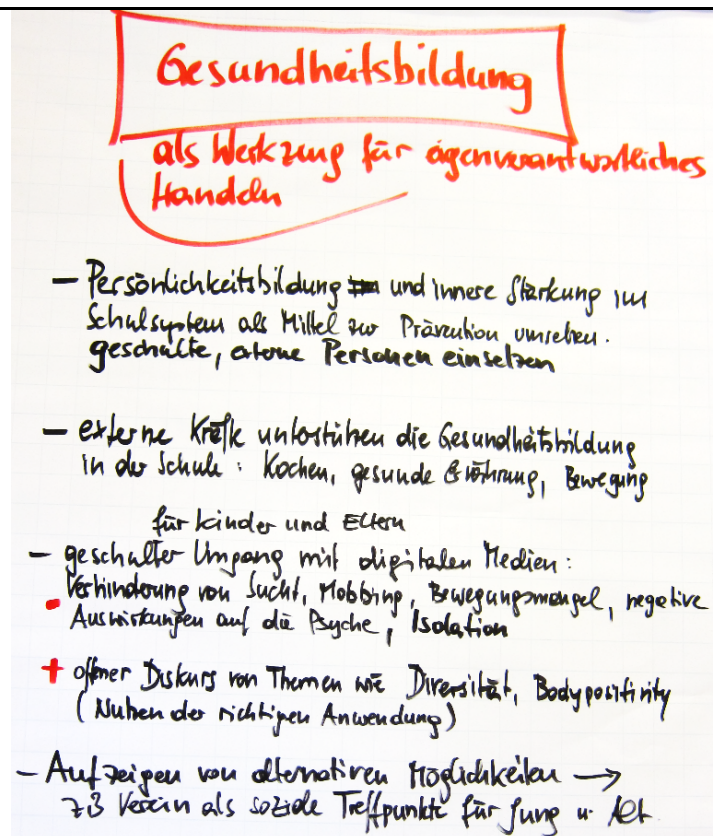 Gesundheitsbildung
als Werkzeug für eigenverantwortliches
Handeln
- Persönlichkeitsbildung und innere Stärkung im
Schulsystem als Mittel zur Prävention umsetzen.
geschulte, externe Personen einsetzen
- externe Kräfte unterstützen die Gesundheitsbildung
in der Schule: Kochen, gesunde Ernährung, Bewegung
für Kinder und Eltern
- geschulter Umgang mit digitalen Medien:
Verhinderung von Sucht, Mobbing, Bewegungsmangel, negative
- Auswirkungen auf die Psyche, Isolation
+ offener Diskurs von Themen wie Diversität, Bodypositivity
(Nutzen der richtigen Anwendung)
- Aufzeigen von alternativen Möglichkeiten →
zB Verein als soziale Treffpunkte für Jung u. Alt